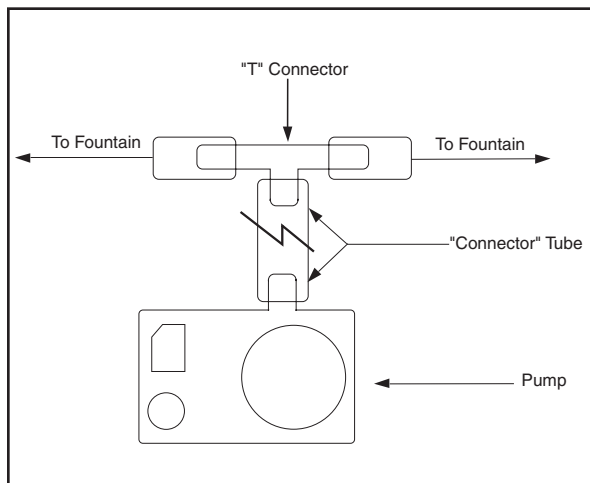 "T" Connector
To Fountain
To Fountain
"Connector" Tube
Pump